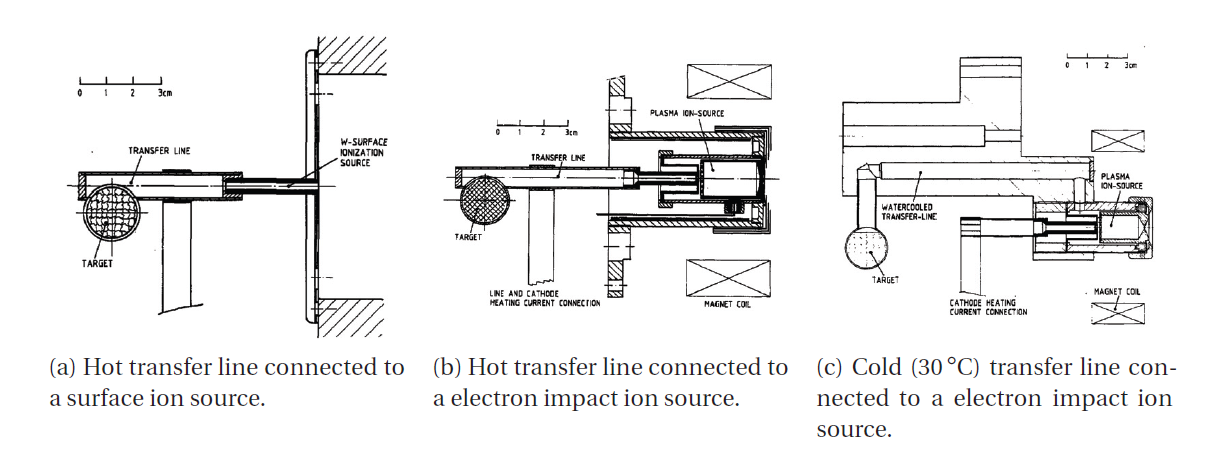 0 1 2 3cm
TRANSFER LINE
W-SURFACE
IONIZATION
SOURCE
TARGET
0 1 2 3cm
PLASMA ION-SOURCE
TRANSFER LINE
TARGET
LINE AND CATHODE
HEATING CURRENT CONNECTION
MAGNET COIL
0 1 2 3cm
PLASMA
ION-SOURCE
WATERCOOLED
TRANSFER-LINE
TARGET
CATHODE HEATING
CURRENT CONNECTION
MAGNET COIL
(a) Hot transfer line connected to
a surface ion source.
(b) Hot transfer line connected to
a electron impact ion source.
(c) Cold (30 °C) transfer line con-
nected to a electron impact ion
source.